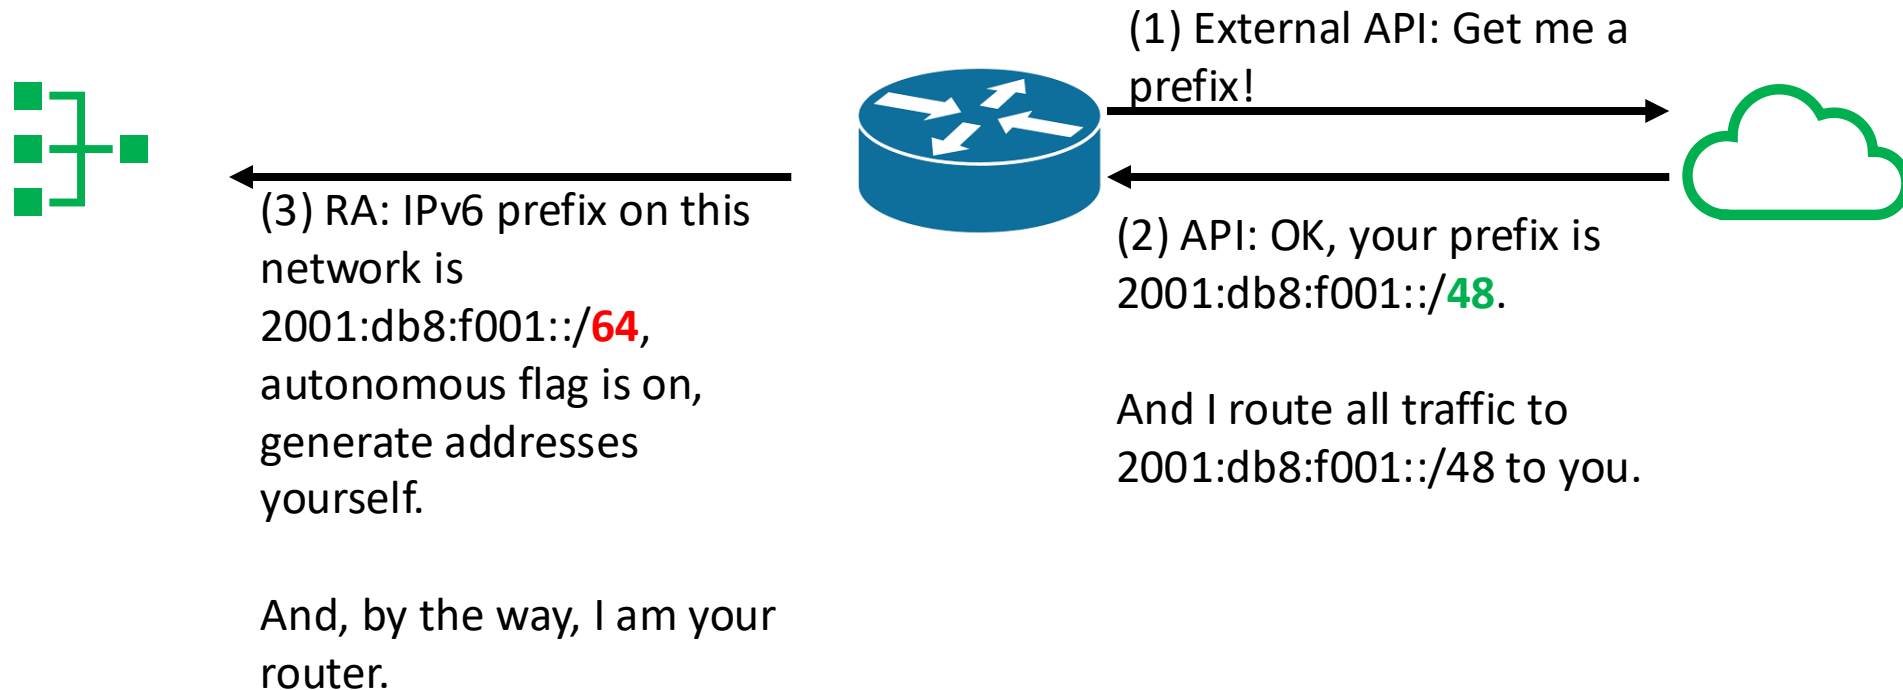 (1) External API: Get me a
prefix!
(2) API: OK, your prefix is
2001:db8:f001::/48.
And I route all traffic to
2001:db8:f001::/48 to you.
(3) RA: IPv6 prefix on this
network is
2001:db8:f001::/64,
autonomous flag is on,
generate addresses
yourself.
And, by the way, I am your
router.